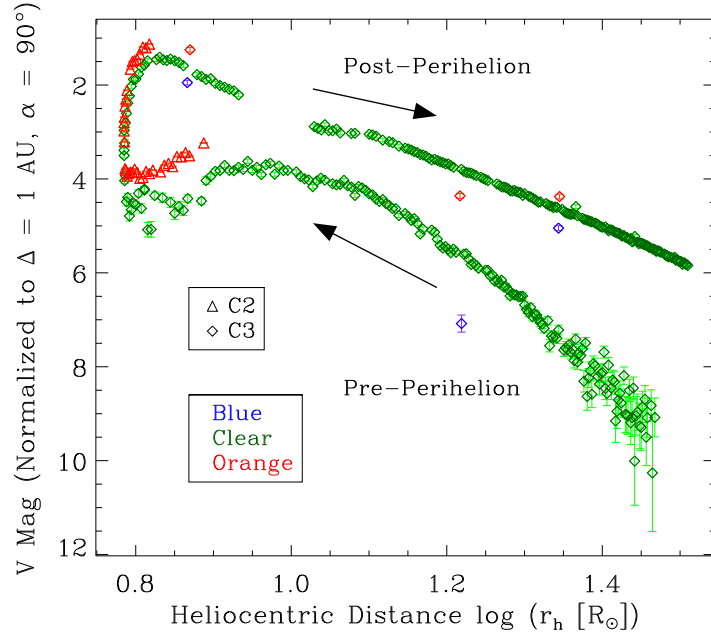 V Mag (Normalized to Δ = 1 AU, α = 90°)
2
4
6
8
10
12
Post-Perihelion
C2
C3
Pre-Perihelion
Blue
Clear
Orange
0.8
1.0
1.2
1.4
Heliocentric Distance log (r_h [R_⊙])